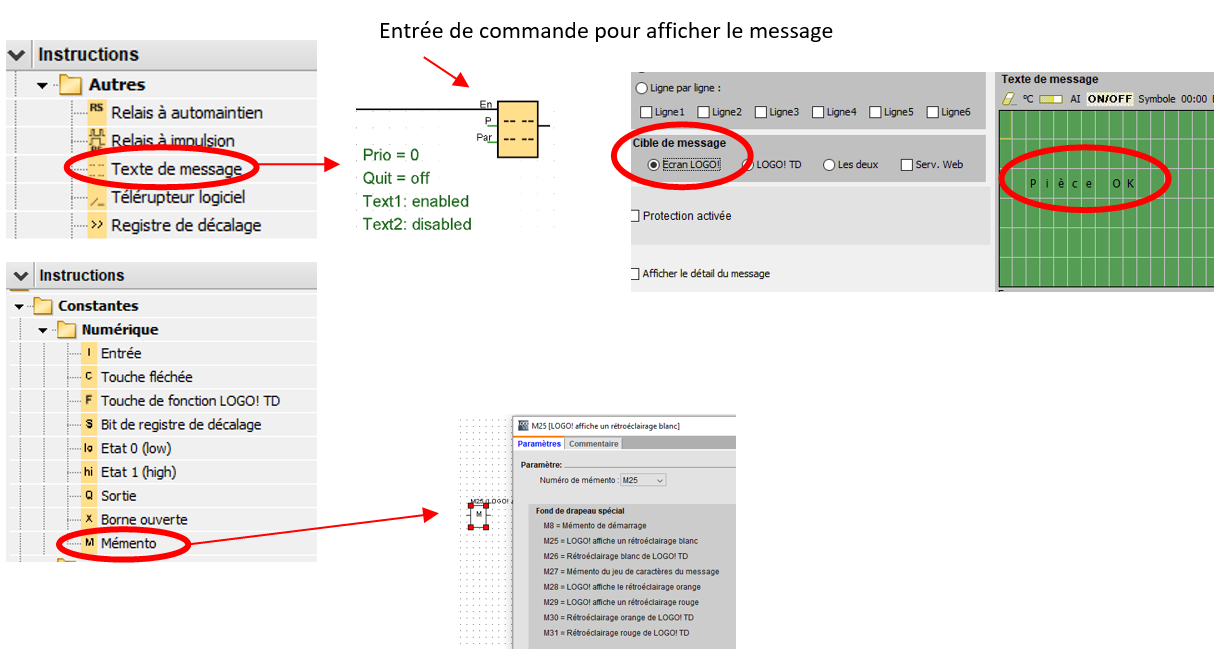 Entrée de commande pour afficher le message
Instructions
Autres
RS Relais à automaintien
Relais à impulsion
Texte de message
Télérupteur logiciel
>> Registre de décalage
En
P
Par
Prio = 0
Quit = off
Text1: enabled
Text2: disabled
Ligne par ligne :
Ligne1 Ligne2 Ligne3 Ligne4 Ligne5 Ligne6
Cible de message
Ecran LOGO! LOGO! TD Les deux Serv. Web
Protection activée
Afficher le détail du message
Texte de message
°C AI ON/OFF Symbole 00:00
Pièce OK
Instructions
Constantes
Numérique
I Entrée
C Touche fléchée
F Touche de fonction LOGO! TD
S Bit de registre de décalage
lo Etat 0 (low)
hi Etat 1 (high)
Q Sortie
X Borne ouverte
M Mémento
M25 [LOGO!
M
M25 [LOGO! affiche un rétroéclairage blanc]
Paramètres Commentaire
Paramètre:
Numéro de mémento : M25
Fond de drapeau spécial
M8 = Mémento de démarrage
M25 = LOGO! affiche un rétroéclairage blanc
M26 = Rétroéclairage blanc de LOGO! TD
M27 = Mémento du jeu de caractères du message
M28 = LOGO! affiche le rétroéclairage orange
M29 = LOGO! affiche un rétroéclairage rouge
M30 = Rétroéclairage orange de LOGO! TD
M31 = Rétroéclairage rouge de LOGO! TD